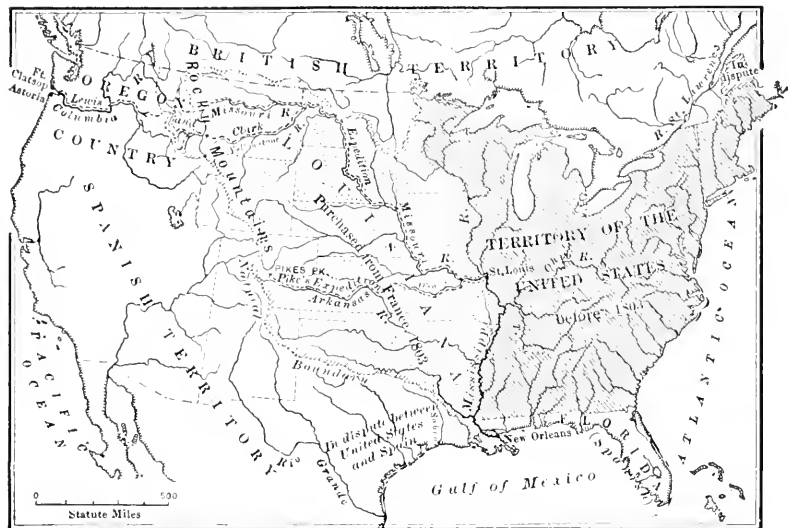 BRITISH TERRITORY
R. St. Lawrence
In dispute
Ft. Clatsop
Astoria
OREGON
COUNTRY
Lewis
Columbia
R.
Rocky Mountains
Missouri R.
Clark
Expedition
LOUISIANA
Purchased from France 1803
Missouri R.
TERRITORY OF THE
UNITED STATES
before 1803
St. Louis
R.
SPANISH TERRITORY
PIKES PK.
Pike's Expedition
Arkansas R.
Boundary
Mississippi
In dispute between
United States
and Spain
Rio Grande
New Orleans
FLORIDA
(Spanish)
Gulf of Mexico
PACIFIC OCEAN
ATLANTIC OCEAN
0 500
Statute Miles